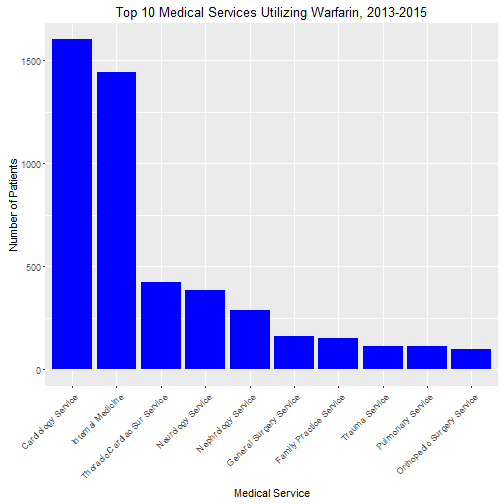 Top 10 Medical Services Utilizing Warfarin, 2013-2015
Number of Patients
1500
1000
500
0
Cardiology Service
Internal Medicine
Thoracic/Cardiac Sur Service
Neurology Service
Nephrology Service
General Surgery Service
Family Practice Service
Trauma Service
Pulmonary Service
Orthopedic Surgery Service
Medical Service